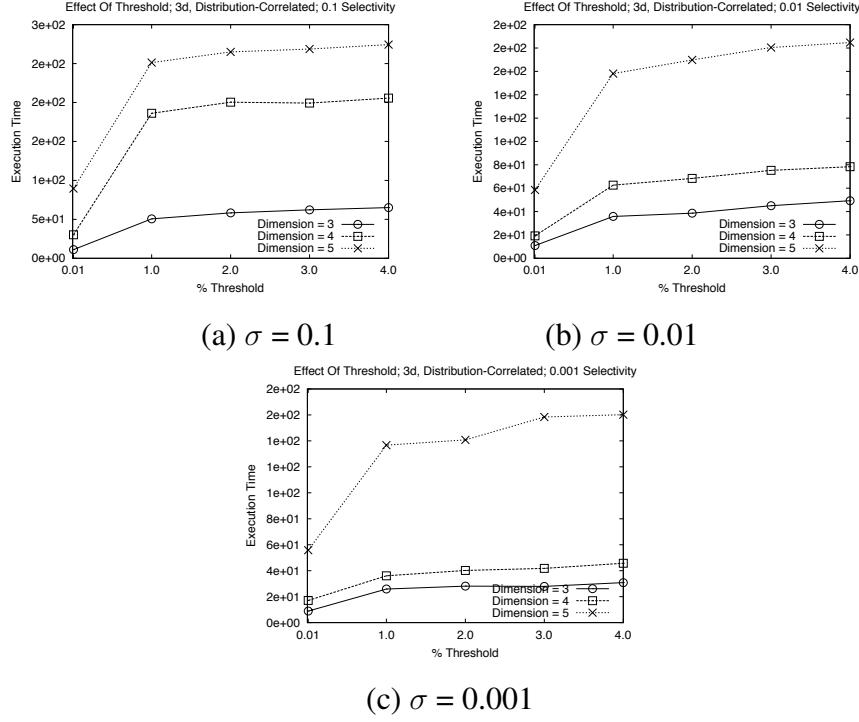 Effect Of Threshold; 3d, Distribution-Correlated; 0.1 Selectivity
3e+02
2e+02
2e+02
2e+02
1e+02
5e+01
0e+00
Execution Time
Dimension = 3
Dimension = 4
Dimension = 5
0.01 1.0 2.0 3.0 4.0
% Threshold
(a) σ = 0.1
Effect Of Threshold; 3d, Distribution-Correlated; 0.01 Selectivity
2e+02
2e+02
2e+02
1e+02
1e+02
1e+02
8e+01
6e+01
4e+01
2e+01
0e+00
Execution Time
Dimension = 3
Dimension = 4
Dimension = 5
0.01 1.0 2.0 3.0 4.0
% Threshold
(b) σ = 0.01
Effect Of Threshold; 3d, Distribution-Correlated; 0.001 Selectivity
2e+02
2e+02
1e+02
1e+02
1e+02
8e+01
6e+01
4e+01
2e+01
0e+00
Execution Time
Dimension = 3
Dimension = 4
Dimension = 5
0.01 1.0 2.0 3.0 4.0
% Threshold
(c) σ = 0.001